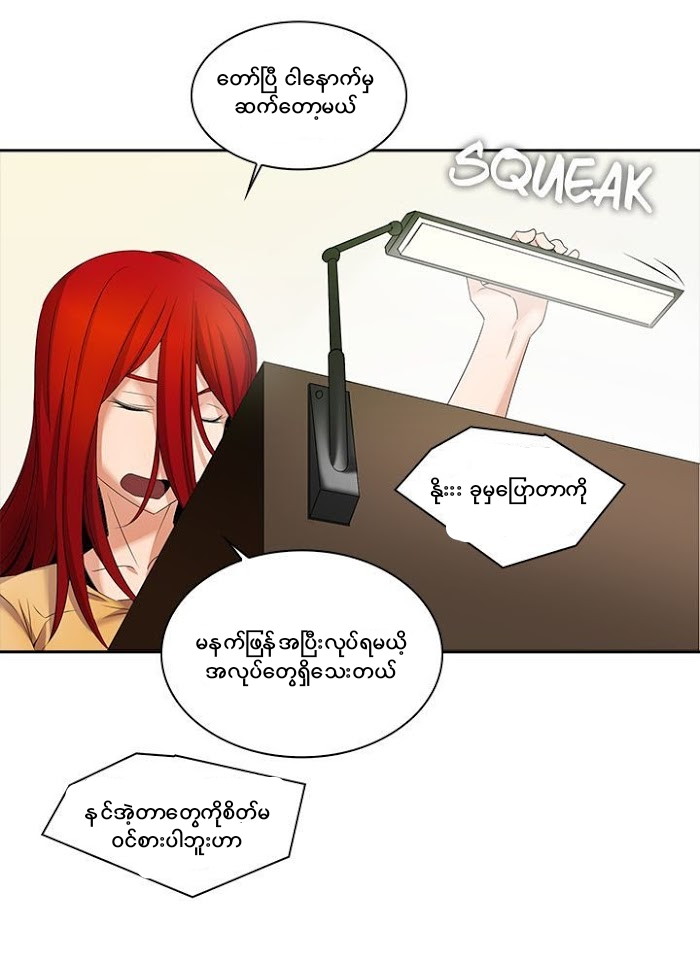 တော်ပြီ ငါနောက်မှ
ဆက်တော့မယ်
SQUEAK
နိုးးး ခုမှပြောတာကို
မနက်ဖြန်အပြီးလုပ်ရမယ့်
အလုပ်တွေရှိသေးတယ်
နင်အဲ့တာတွေကိုစိတ်မ
ဝင်စားပါဘူးဟာ